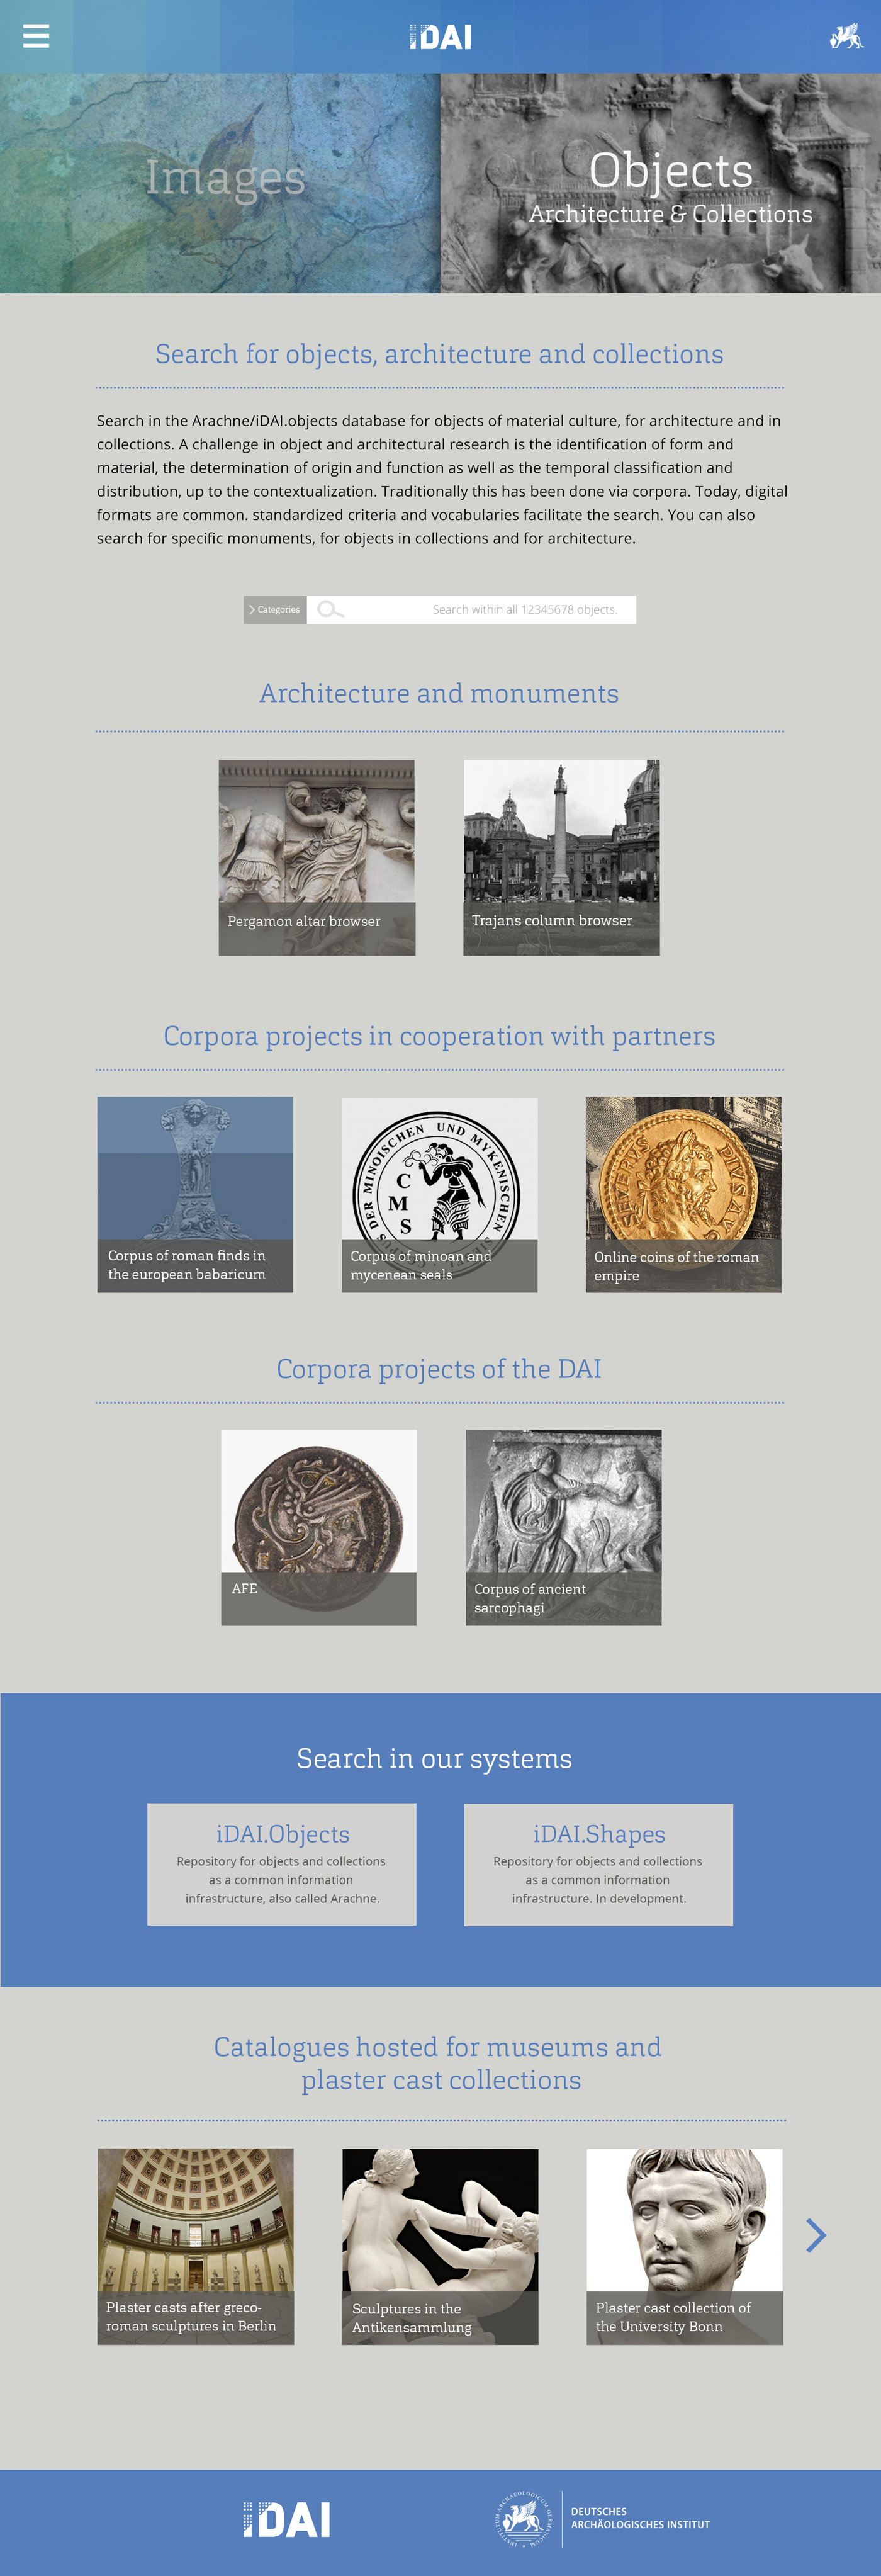 iDAI
Images
Objects
Architecture & Collections
Search for objects, architecture and collections
Search in the Arachne/iDAI.objects database for objects of material culture, for architecture and in
collections. A challenge in object and architectural research is the identification of form and
material, the determination of origin and function as well as the temporal classification and
distribution, up to the contextualization. Traditionally this has been done via corpora. Today, digital
formats are common. standardized criteria and vocabularies facilitate the search. You can also
search for specific monuments, for objects in collections and for architecture.
Categories
Search within all 12345678 objects.
Architecture and monuments
Pergamon altar browser
Trajans column browser
Corpora projects in cooperation with partners
Corpus of roman finds in
the european babaricum
DER MINOISCHEN UND MYKENISCHEN
CMS
Corpus of minoan and
mycenean seals
SEVERVS PIVS AVG
Online coins of the roman
empire
Corpora projects of the DAI
AFE
Corpus of ancient
sarcophagi
Search in our systems
iDAI.Objects
Repository for objects and collections
as a common information
infrastructure, also called Arachne.
iDAI.Shapes
Repository for objects and collections
as a common information
infrastructure. In development.
Catalogues hosted for museums and
plaster cast collections
Plaster casts after greco-
roman sculptures in Berlin
Sculptures in the
Antikensammlung
Plaster cast collection of
the University Bonn
iDAI
INSTITUTUM ARCHAEOLOGICUM GERMANICUM
DEUTSCHES
ARCHÄOLOGISCHES INSTITUT